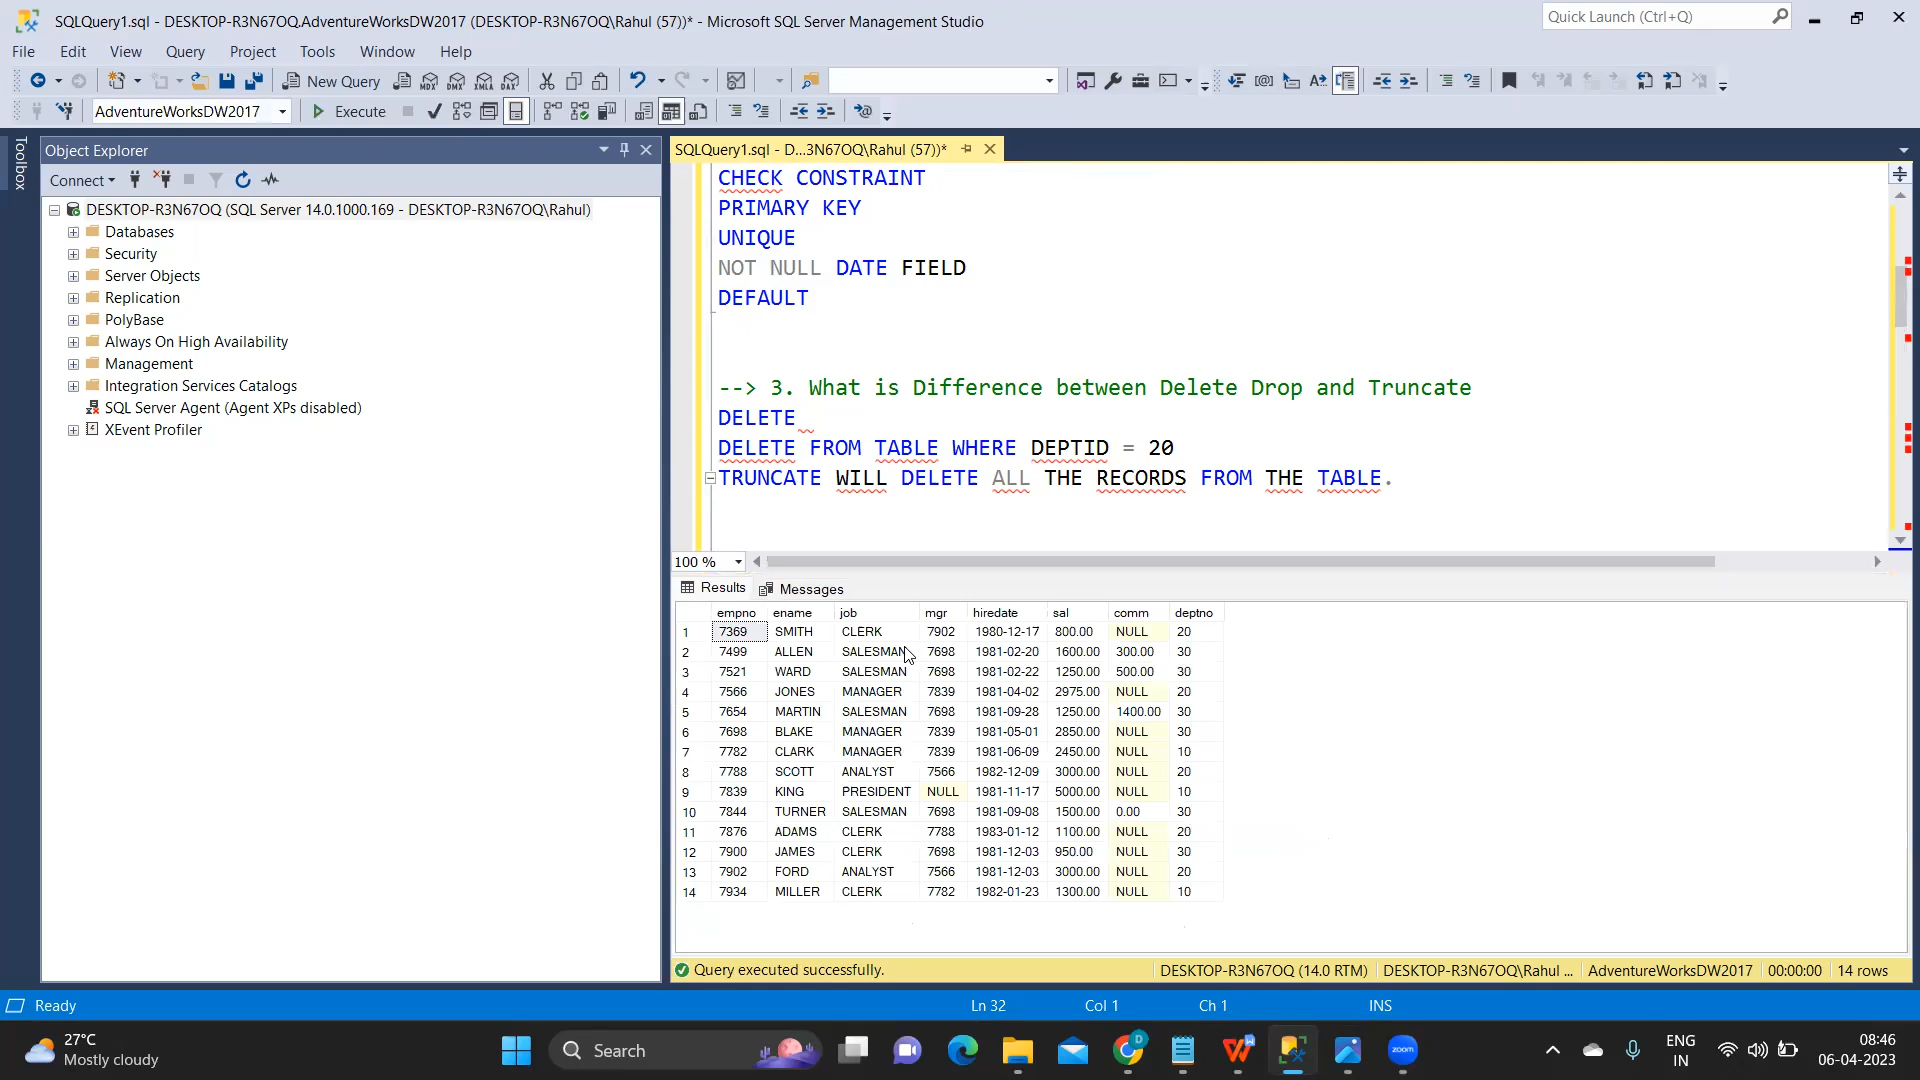 SQLQuery1.sql - DESKTOP-R3N67OQ.AdventureWorksDW2017 (DESKTOP-R3N67OQ\Rahul (57))* - Microsoft SQL Server Management Studio
Quick Launch (Ctrl+Q)
File Edit View Query Project Tools Window Help
New Query
MDX DMX XMLA DAX
AdventureWorksDW2017
Execute
Toolbox
Object Explorer
Connect
DESKTOP-R3N67OQ (SQL Server 14.0.1000.169 - DESKTOP-R3N67OQ\Rahul)
Databases
Security
Server Objects
Replication
PolyBase
Always On High Availability
Management
Integration Services Catalogs
SQL Server Agent (Agent XPs disabled)
XEvent Profiler
SQLQuery1.sql - D...3N67OQ\Rahul (57))*
CHECK CONSTRAINT
PRIMARY KEY
UNIQUE
NOT NULL DATE FIELD
DEFAULT
--> 3. What is Difference between Delete Drop and Truncate
DELETE
DELETE FROM TABLE WHERE DEPTID = 20
TRUNCATE WILL DELETE ALL THE RECORDS FROM THE TABLE.
100 %
Results Messages
empno ename job mgr hiredate sal comm deptno
1 7369 SMITH CLERK 7902 1980-12-17 800.00 NULL 20
2 7499 ALLEN SALESMAN 7698 1981-02-20 1600.00 300.00 30
3 7521 WARD SALESMAN 7698 1981-02-22 1250.00 500.00 30
4 7566 JONES MANAGER 7839 1981-04-02 2975.00 NULL 20
5 7654 MARTIN SALESMAN 7698 1981-09-28 1250.00 1400.00 30
6 7698 BLAKE MANAGER 7839 1981-05-01 2850.00 NULL 30
7 7782 CLARK MANAGER 7839 1981-06-09 2450.00 NULL 10
8 7788 SCOTT ANALYST 7566 1982-12-09 3000.00 NULL 20
9 7839 KING PRESIDENT NULL 1981-11-17 5000.00 NULL 10
10 7844 TURNER SALESMAN 7698 1981-09-08 1500.00 0.00 30
11 7876 ADAMS CLERK 7788 1983-01-12 1100.00 NULL 20
12 7900 JAMES CLERK 7698 1981-12-03 950.00 NULL 30
13 7902 FORD ANALYST 7566 1981-12-03 3000.00 NULL 20
14 7934 MILLER CLERK 7782 1982-01-23 1300.00 NULL 10
Query executed successfully.
DESKTOP-R3N67OQ (14.0 RTM) DESKTOP-R3N67OQ\Rahul ... AdventureWorksDW2017 00:00:00 14 rows
Ready
Ln 32 Col 1 Ch 1 INS
27°C
Mostly cloudy
Search
D
zoom
ENG
IN
08:46
06-04-2023